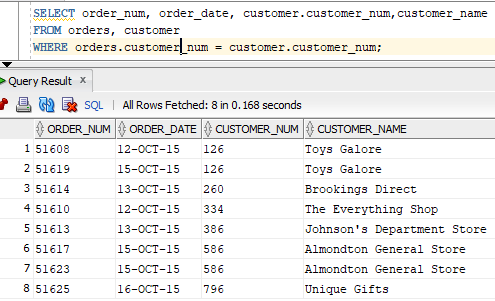 SELECT order_num, order_date, customer.customer_num,customer_name
FROM orders, customer
WHERE orders.customer_num = customer.customer_num;
Query Result ×
SQL | All Rows Fetched: 8 in 0.168 seconds
ORDER_NUM ORDER_DATE CUSTOMER_NUM CUSTOMER_NAME
1 51608 12-OCT-15 126 Toys Galore
2 51619 15-OCT-15 126 Toys Galore
3 51614 13-OCT-15 260 Brookings Direct
4 51610 12-OCT-15 334 The Everything Shop
5 51613 13-OCT-15 386 Johnson's Department Store
6 51617 15-OCT-15 586 Almondton General Store
7 51623 15-OCT-15 586 Almondton General Store
8 51625 16-OCT-15 796 Unique Gifts